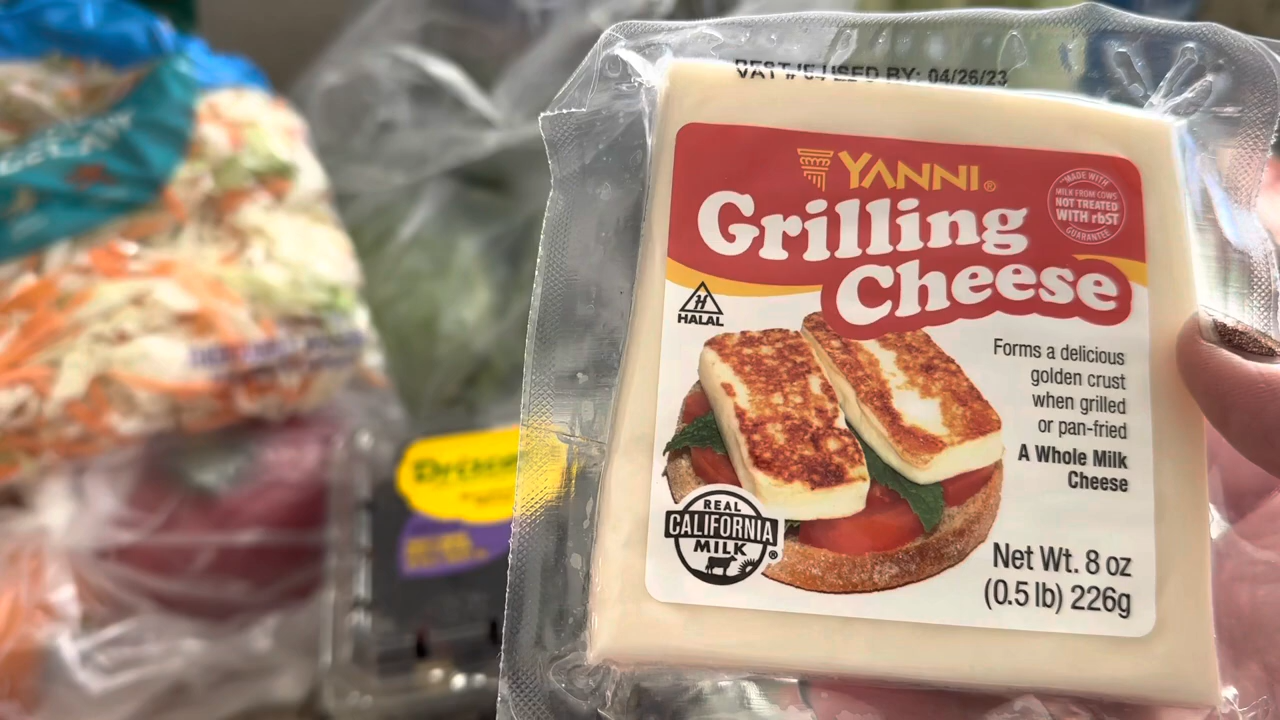 BEST IF USED BY: 04/26/23
YANNI®
Grilling
Cheese
MADE WITH
MILK FROM COWS
NOT TREATED
WITH rbST
GUARANTEE
HALAL
Forms a delicious
golden crust
when grilled
or pan-fried
A Whole Milk
Cheese
REAL
CALIFORNIA
MILK®
Net Wt. 8 oz
(0.5 lb) 226g